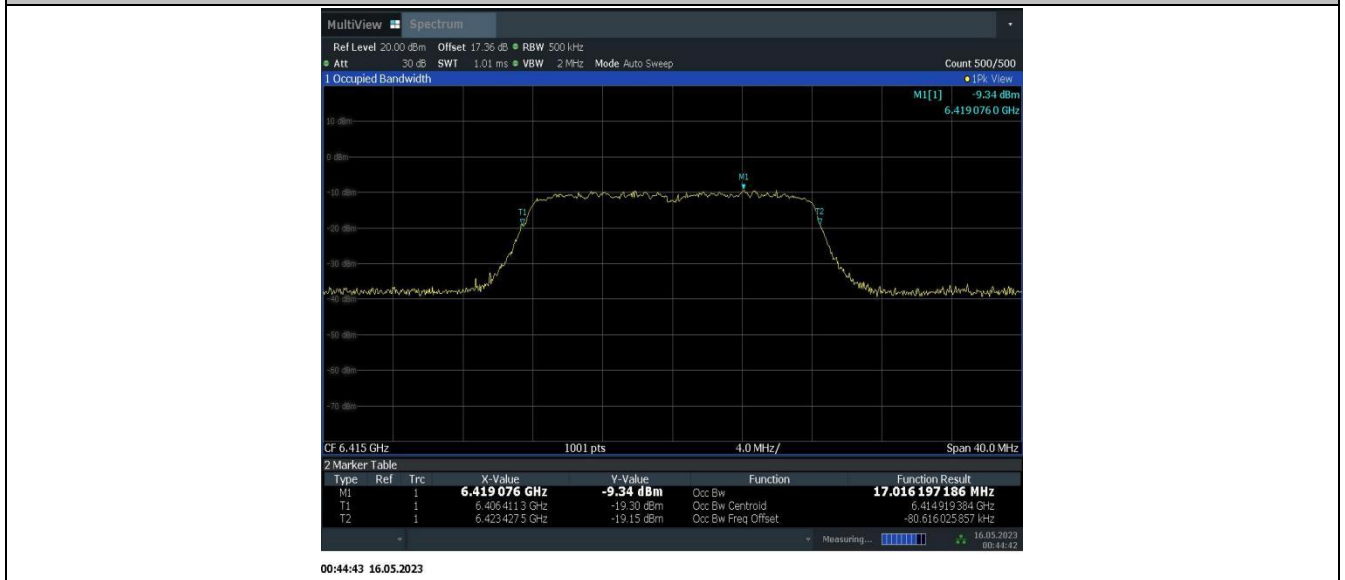 MultiView Spectrum
Ref Level 20.00 dBm Offset 17.36 dB RBW 500 kHz
Att 30 dB SWT 1.01 ms VBW 2 MHz Mode Auto Sweep Count 500/500
1 Occupied Bandwidth 1Pk View
M1[1] -9.34 dBm
6.419 076 0 GHz
10 dBm
0 dBm
M1
-10 dBm
T1 T2
-20 dBm
-30 dBm
-40 dBm
-50 dBm
-60 dBm
-70 dBm
CF 6.415 GHz 1001 pts 4.0 MHz/ Span 40.0 MHz
2 Marker Table
Type Ref Trc X-Value Y-Value Function Function Result
M1 1 6.419 076 GHz -9.34 dBm Occ Bw 17.016 197 186 MHz
T1 1 6.406 411 3 GHz -19.30 dBm Occ Bw Centroid 6.414 919 384 GHz
T2 1 6.423 427 5 GHz -19.15 dBm Occ Bw Freq Offset -80.616 025 857 kHz
Measuring... 16.05.2023
00:44:42
00:44:43 16.05.2023